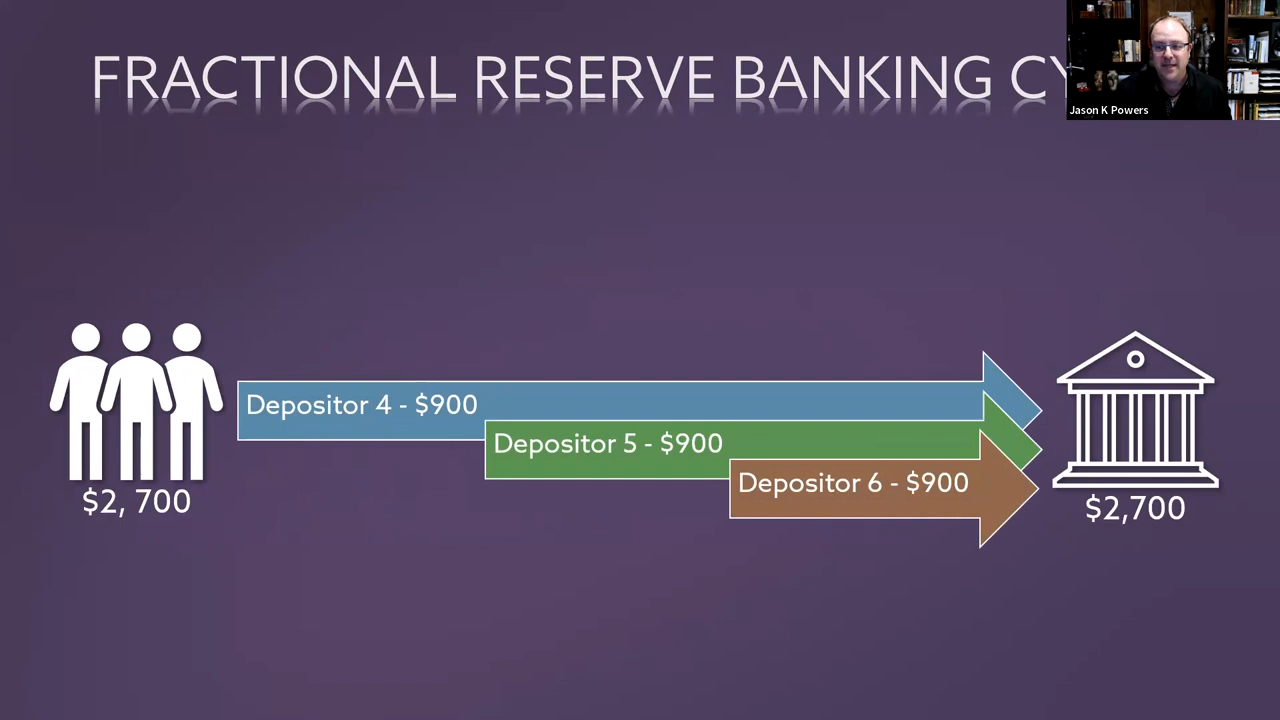 FRACTIONAL RESERVE BANKING CY
Jason K Powers
Depositor 4 - $900
Depositor 5 - $900
Depositor 6 - $900
$2, 700
$2,700